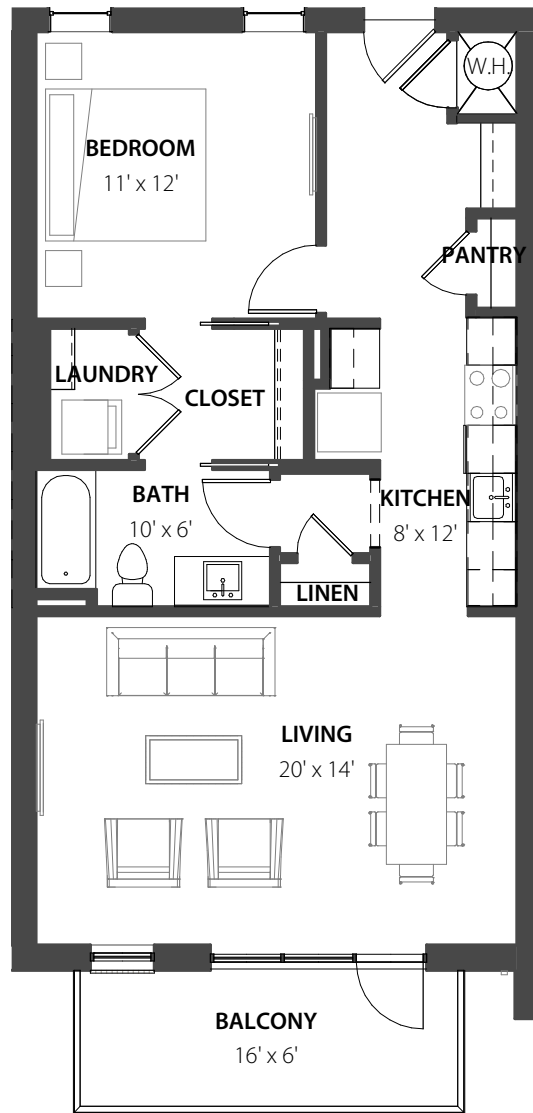 W.H.
BEDROOM
11' x 12'
PANTRY
LAUNDRY
CLOSET
BATH
10' x 6'
KITCHEN
8' x 12'
LINEN
LIVING
20' x 14'
BALCONY
16' x 6'